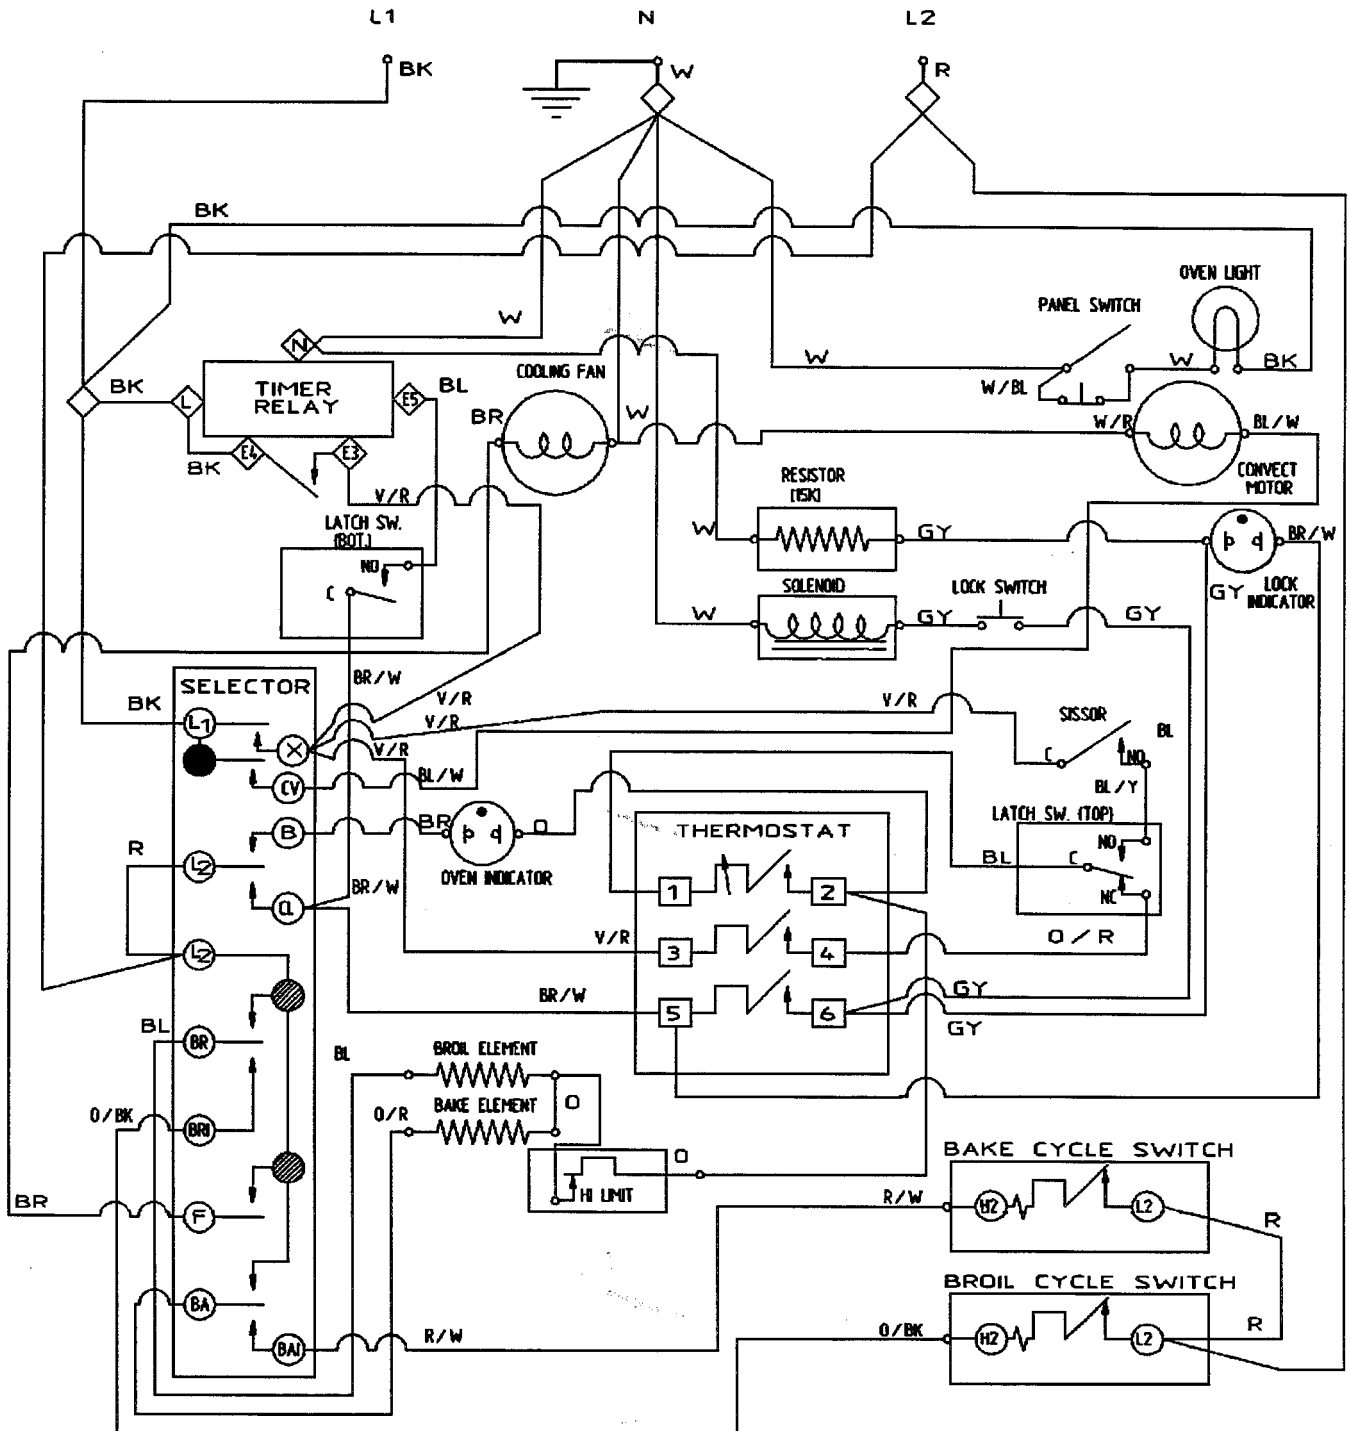 L1 N L2
BK W R
BK
OVEN LIGHT
PANEL SWITCH
W
N
W W BK
COOLING FAN
BK L TIMER RELAY E5 BL
W/BL
BR W
W/R BL/W
BK E4 E3
CONVECT MOTOR
RESISTOR
[15K]
V/R
LATCH SW.
(BOT.)
W GY BR/W
NO
C
SOLENOID LOCK SWITCH GY LOCK INDICATOR
W GY GY
BR/W
SELECTOR
V/R V/R
BK L1 V/R
SISSOR BL
X V/R
C NO
CV BL/W
BL/Y
LATCH SW. (TOP)
B BR O THERMOSTAT
NO
R L2
BL C
OVEN INDICATOR
BR/W 1 2
NC
CL
V/R O/R
3 4
L2
BR/W GY
5 6
GY
BL BR
BL BROIL ELEMENT
O/BK O/R BAKE ELEMENT O
BR1
O BAKE CYCLE SWITCH
HI LIMIT
BR F R/W H2 L2 R
BROIL CYCLE SWITCH
BA
R/W O/BK H2 L2 R
BA1